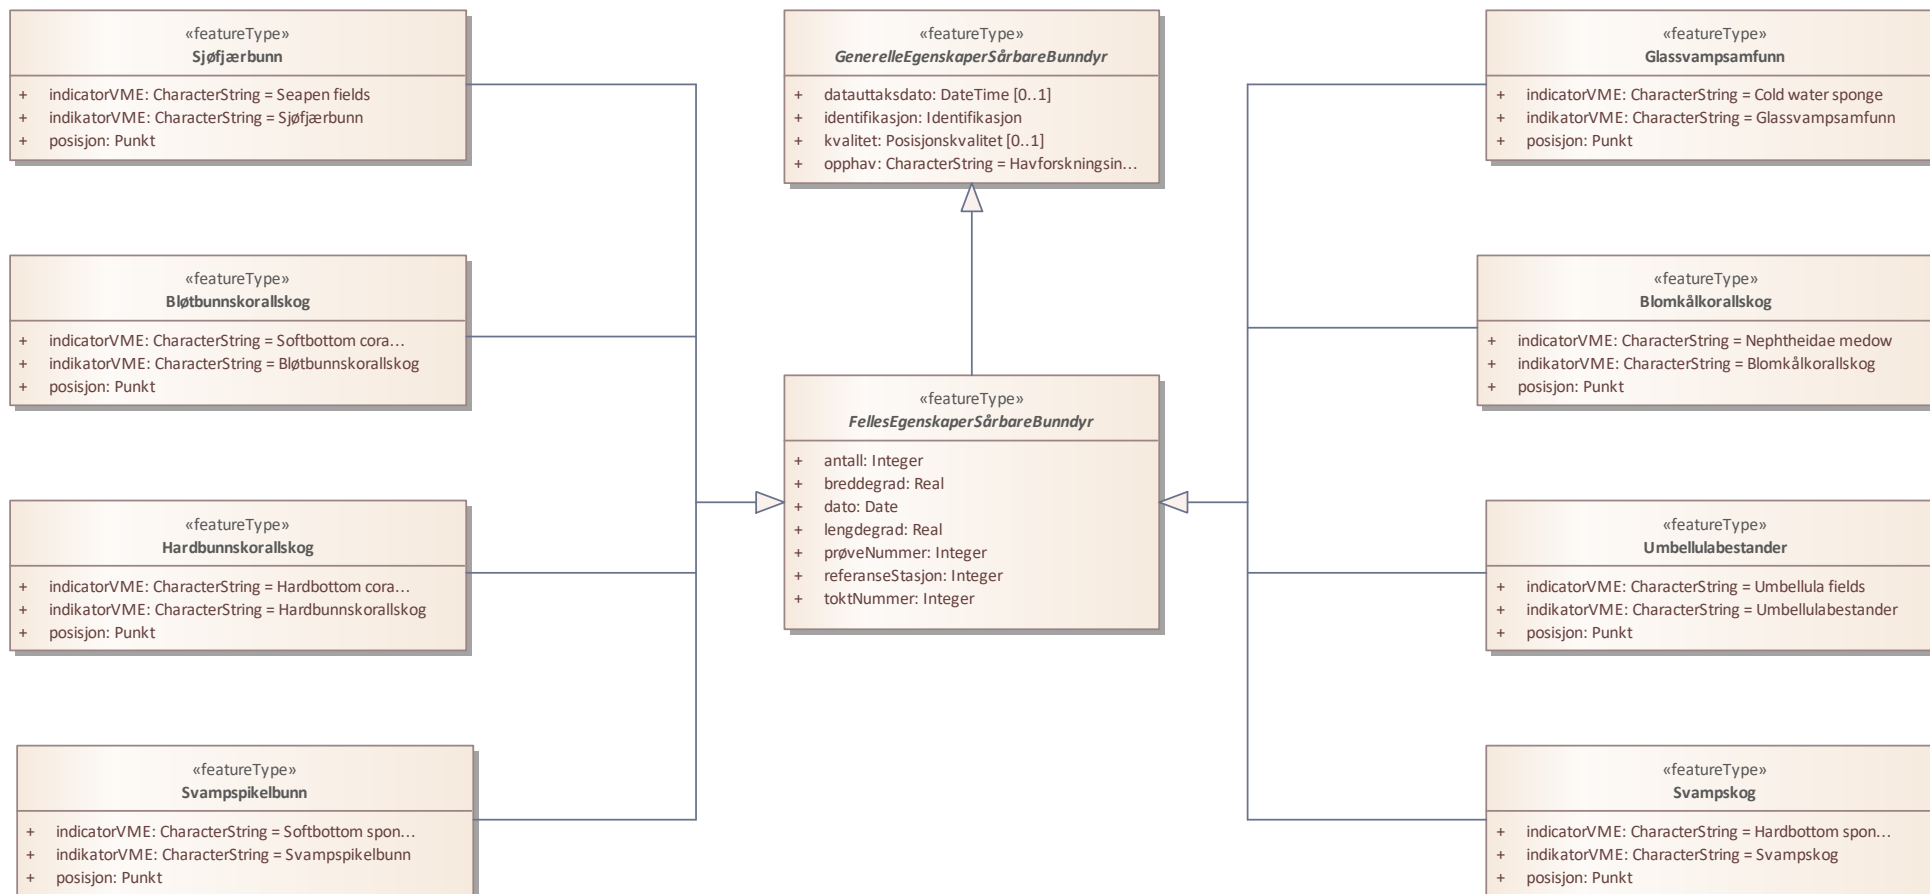 «featureType»
Sjøfjærbunn
+ indicatorVME: CharacterString = Seapen fields
+ indikatorVME: CharacterString = Sjøfjærbunn
+ posisjon: Punkt
«featureType»
Bløtbunnskorallskog
+ indicatorVME: CharacterString = Softbottom cora...
+ indikatorVME: CharacterString = Bløtbunnskorallskog
+ posisjon: Punkt
«featureType»
Hardbunnskorallskog
+ indicatorVME: CharacterString = Hardbottom cora...
+ indikatorVME: CharacterString = Hardbunnskorallskog
+ posisjon: Punkt
«featureType»
Svampspikelbunn
+ indicatorVME: CharacterString = Softbottom spon...
+ indikatorVME: CharacterString = Svampspikelbunn
+ posisjon: Punkt
«featureType»
GenerelleEgenskaperSårbareBunndyr
+ datauttaksdato: DateTime [0..1]
+ identifikasjon: Identifikasjon
+ kvalitet: Posisjonskvalitet [0..1]
+ opphav: CharacterString = Havforskningsin...
«featureType»
FellesEgenskaperSårbareBunndyr
+ antall: Integer
+ breddegrad: Real
+ dato: Date
+ lengdegrad: Real
+ prøveNummer: Integer
+ referanseStasjon: Integer
+ toktNummer: Integer
«featureType»
Glassvampsamfunn
+ indicatorVME: CharacterString = Cold water sponge
+ indikatorVME: CharacterString = Glassvampsamfunn
+ posisjon: Punkt
«featureType»
Blomkålkorallskog
+ indicatorVME: CharacterString = Nephtheidae medow
+ indikatorVME: CharacterString = Blomkålkorallskog
+ posisjon: Punkt
«featureType»
Umbellulabestander
+ indicatorVME: CharacterString = Umbellula fields
+ indikatorVME: CharacterString = Umbellulabestander
+ posisjon: Punkt
«featureType»
Svampskog
+ indicatorVME: CharacterString = Hardbottom spon...
+ indikatorVME: CharacterString = Svampskog
+ posisjon: Punkt